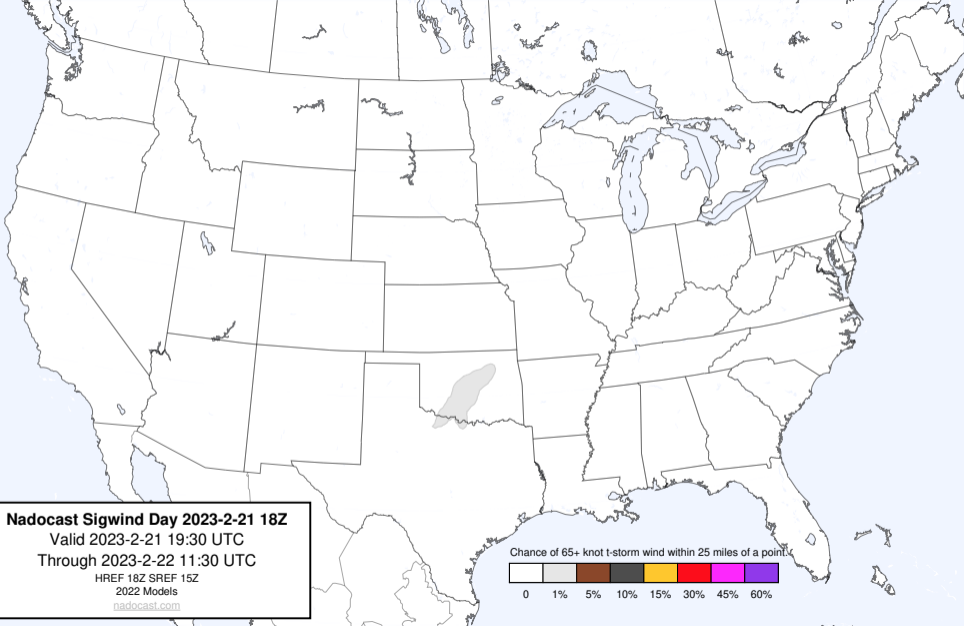 Nadocast Sigwind Day 2023-2-21 18Z
Valid 2023-2-21 19:30 UTC
Through 2023-2-22 11:30 UTC
HREF 18Z SREF 15Z
2022 Models
nadocast.com
Chance of 65+ knot t-storm wind within 25 miles of a point.
0 1% 5% 10% 15% 30% 45% 60%